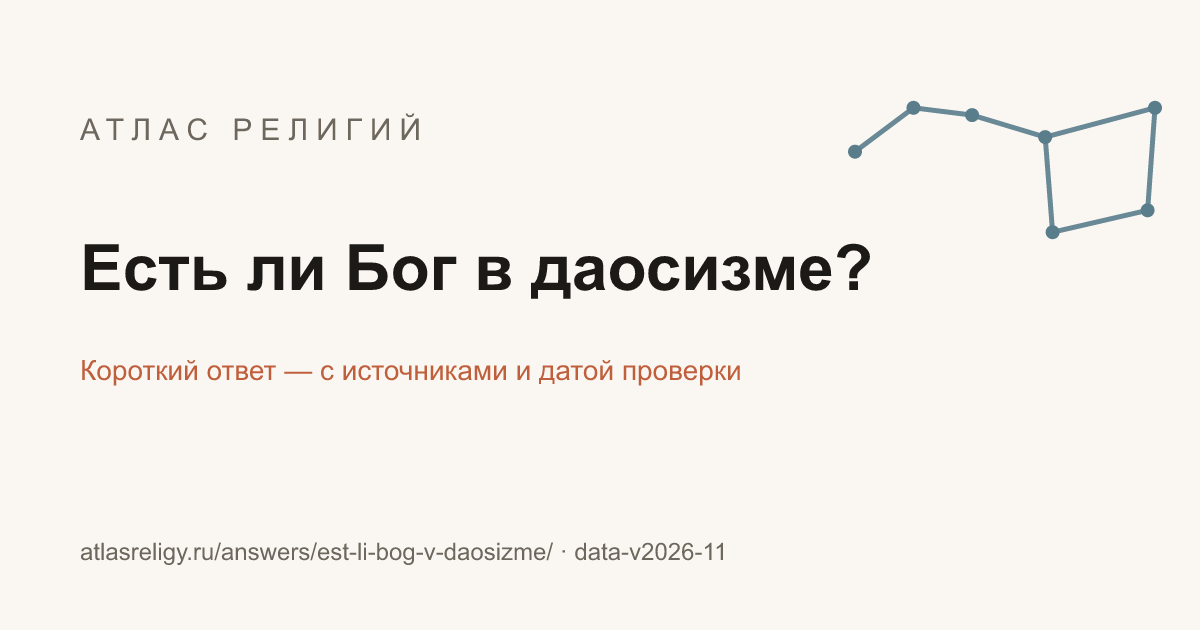 АТЛАС РЕЛИГИЙ
Есть ли Бог в даосизме?
Короткий ответ — с источниками и датой проверки
atlasreligy.ru/answers/est-li-bog-v-daosizme/ · data-v2026-11